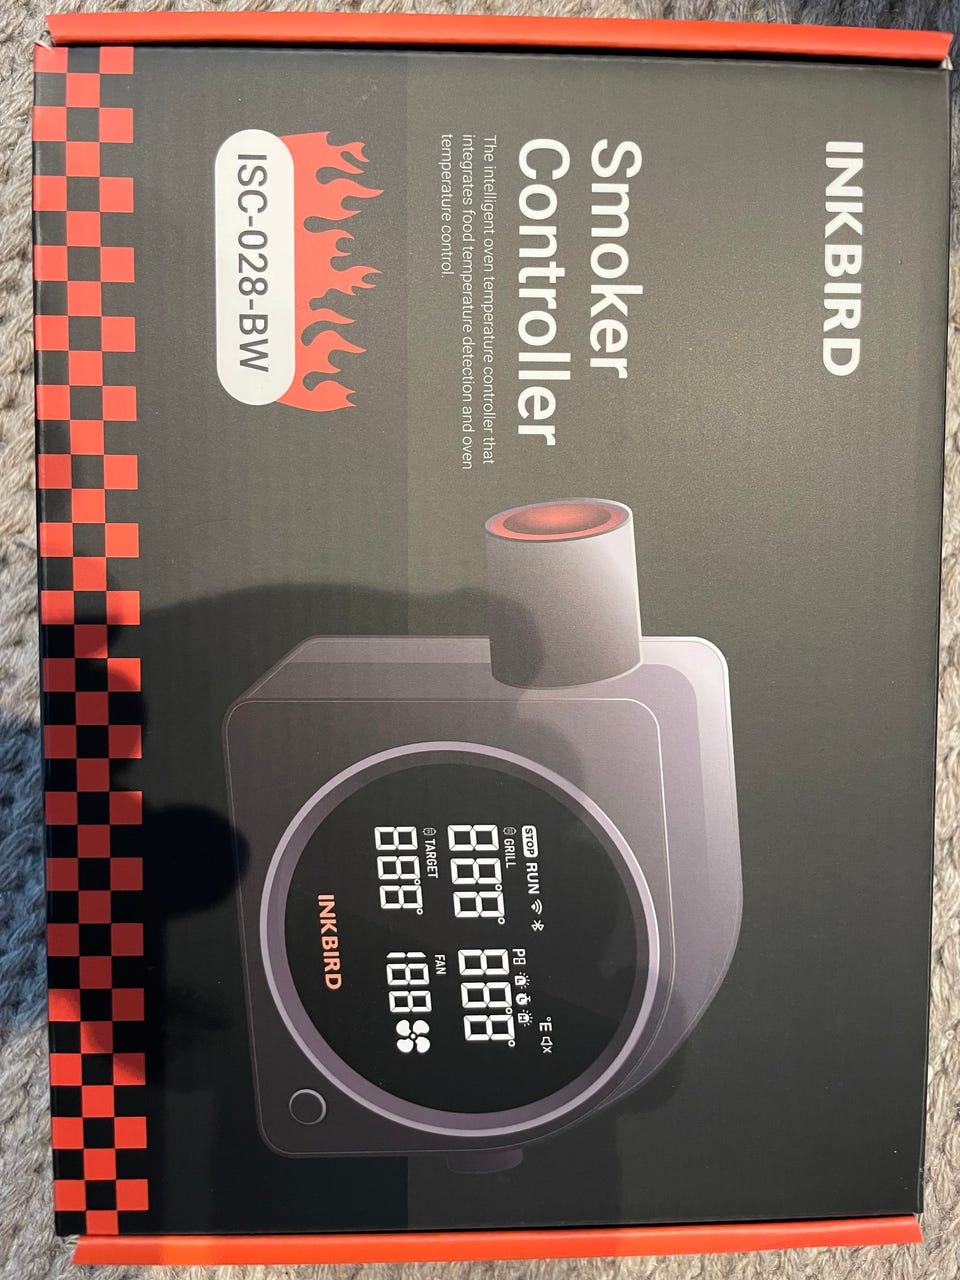 INKBIRD
Smoker
Controller
The intelligent oven temperature controller that
integrates food temperature detection and oven
temperature control.
ISC-028-BW
STOP RUN
GRILL
888°
TARGET
888°
°F
888°
FAN
188
INKBIRD